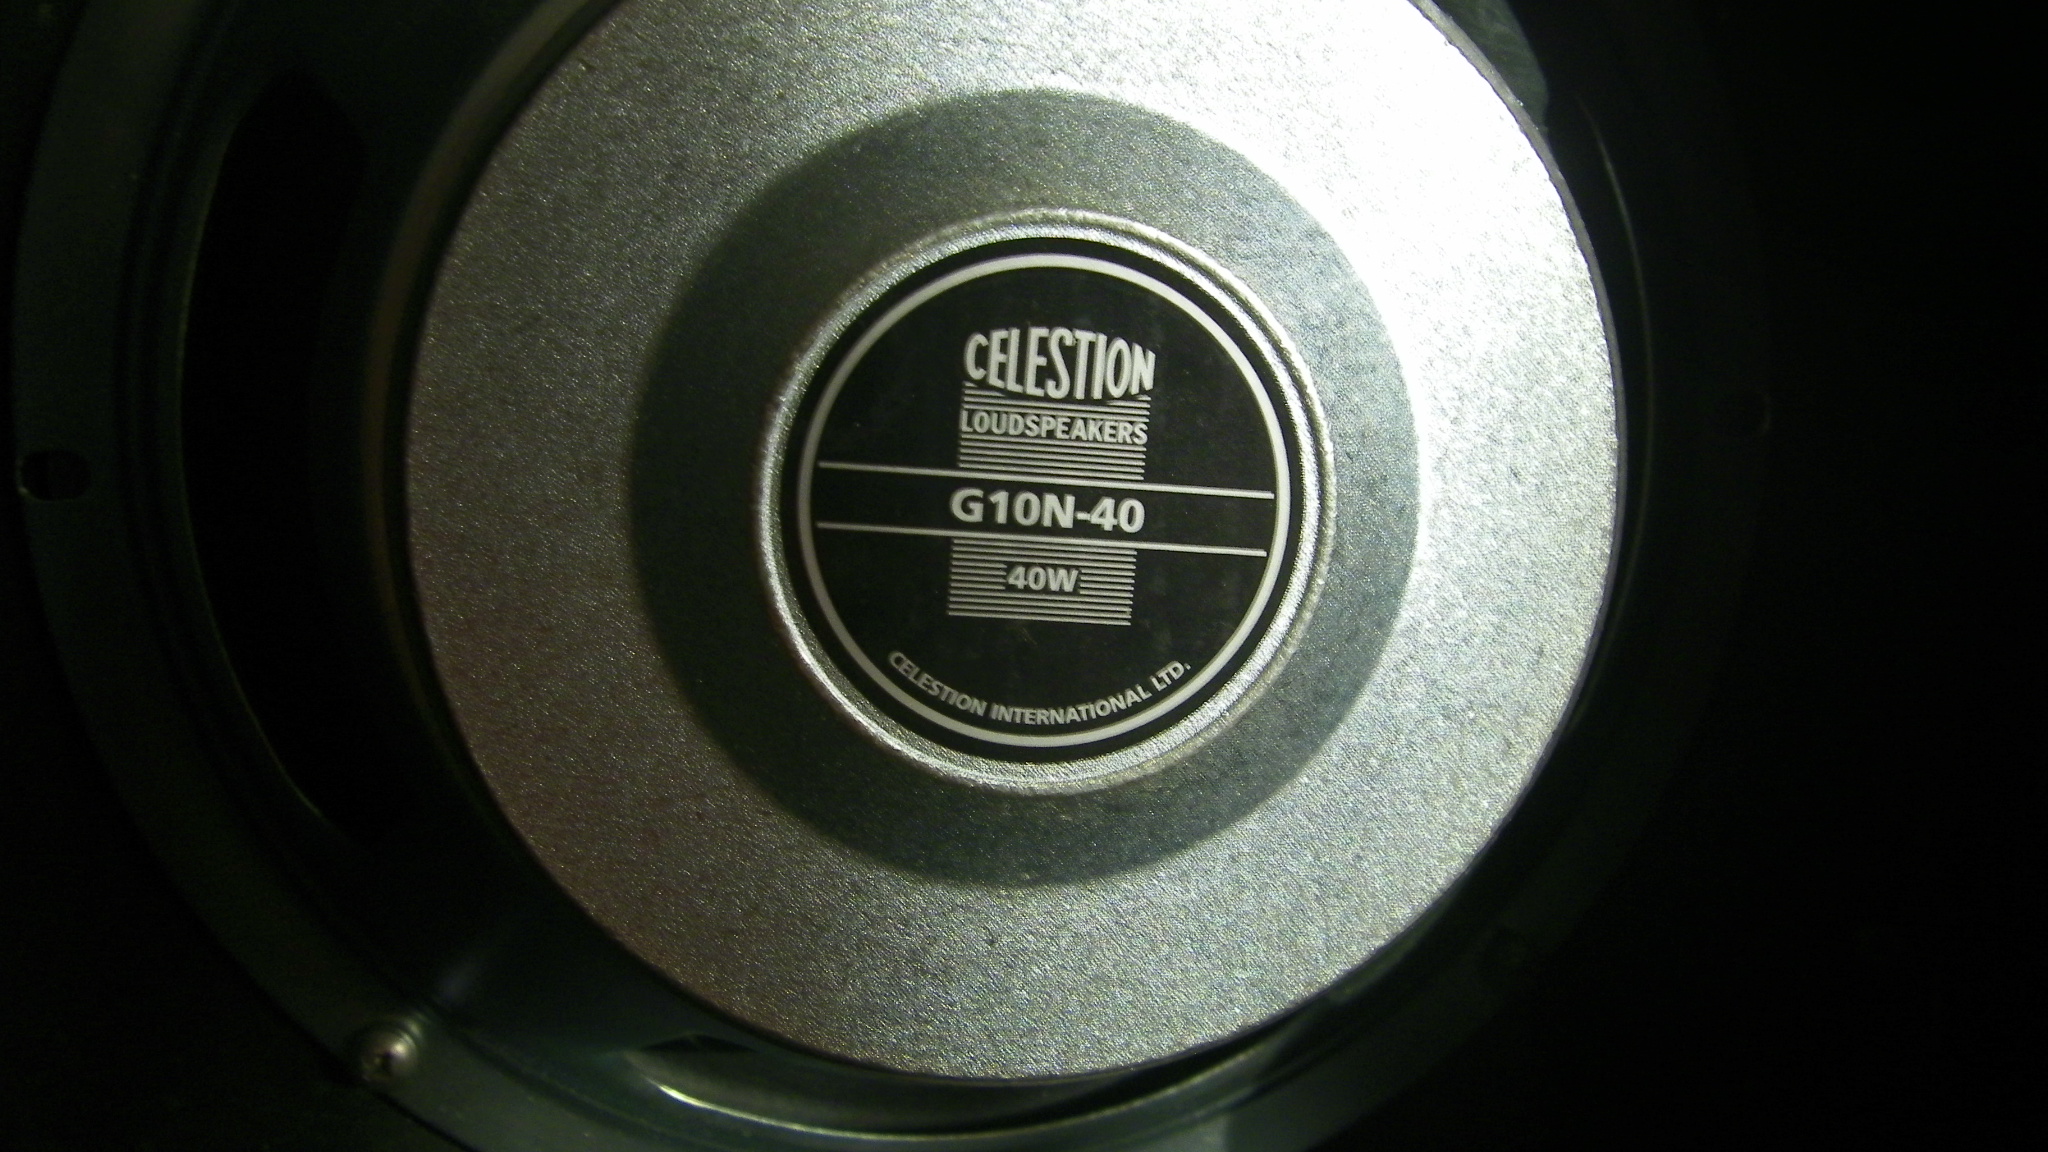 CELESTION
LOUDSPEAKERS
G10N-40
40W
CELESTION INTERNATIONAL LTD.